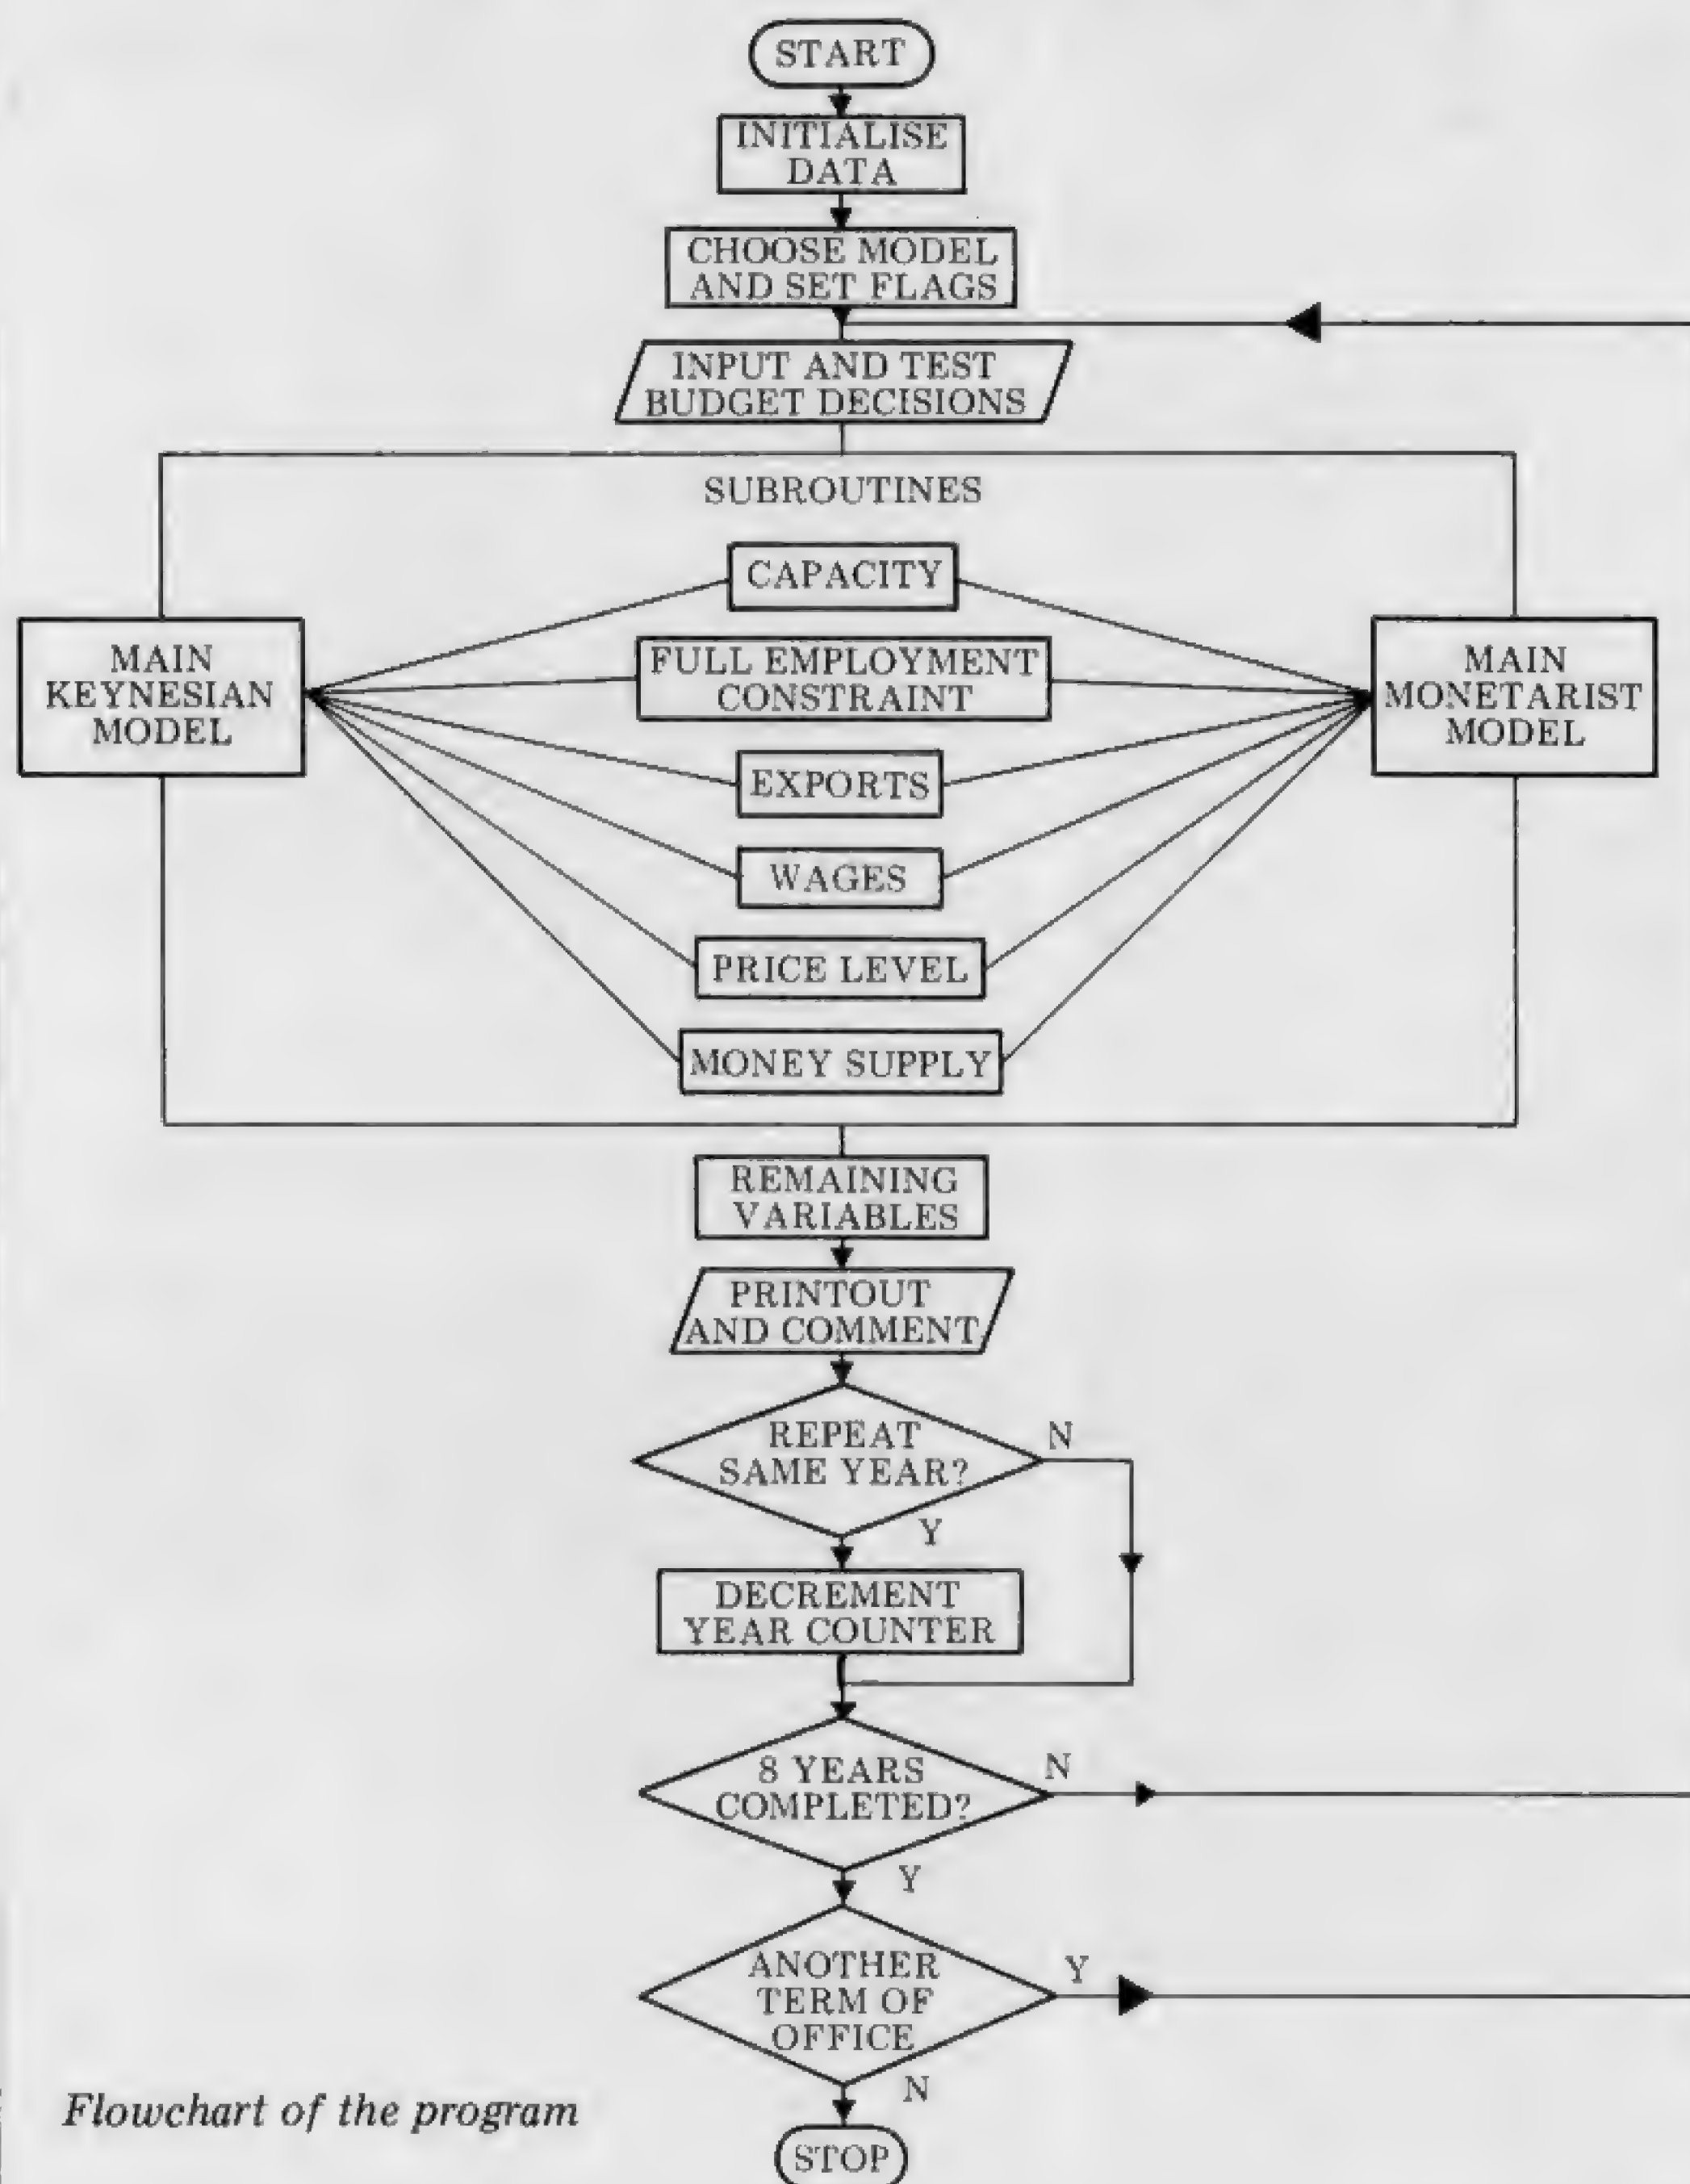 START
INITIALISE
DATA
CHOOSE MODEL
AND SET FLAGS
INPUT AND TEST
BUDGET DECISIONS
SUBROUTINES
CAPACITY
MAIN
KEYNESIAN
MODEL
FULL EMPLOYMENT
CONSTRAINT
MAIN
MONETARIST
MODEL
EXPORTS
WAGES
PRICE LEVEL
MONEY SUPPLY
REMAINING
VARIABLES
PRINTOUT
AND COMMENT
REPEAT
SAME YEAR?
N
Y
DECREMENT
YEAR COUNTER
8 YEARS
COMPLETED?
N
Y
ANOTHER
TERM OF
OFFICE
Y
N
Flowchart of the program
STOP